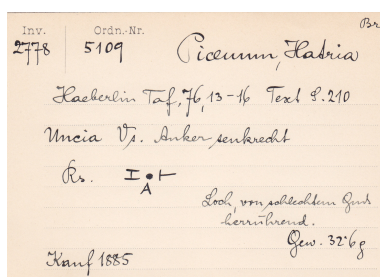 Br
Inv. Ordn.-Nr.
2778 5109 Picenum, Hatria
Haeberlin Taf. 76, 13-16 Text S. 210
Uncia Vs. Anker senkrecht
Rs. I • ⊢
A
Loch, von schlechtem Guss
herrührend.
Gew. 32.6 g
Kauf 1885